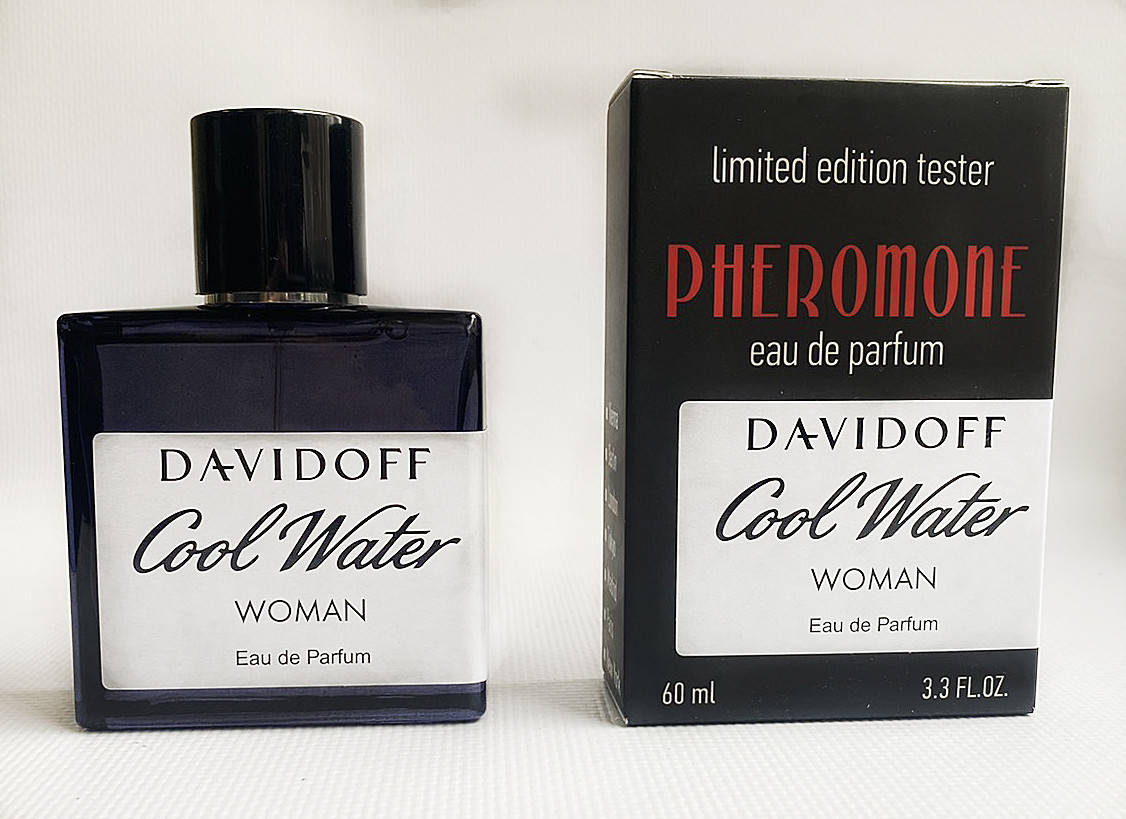 DAVIDOFF
Cool Water
WOMAN
Eau de Parfum
limited edition tester
PHEROMONE
eau de parfum
DAVIDOFF
Cool Water
WOMAN
Eau de Parfum
60 ml
3.3 FL.OZ.